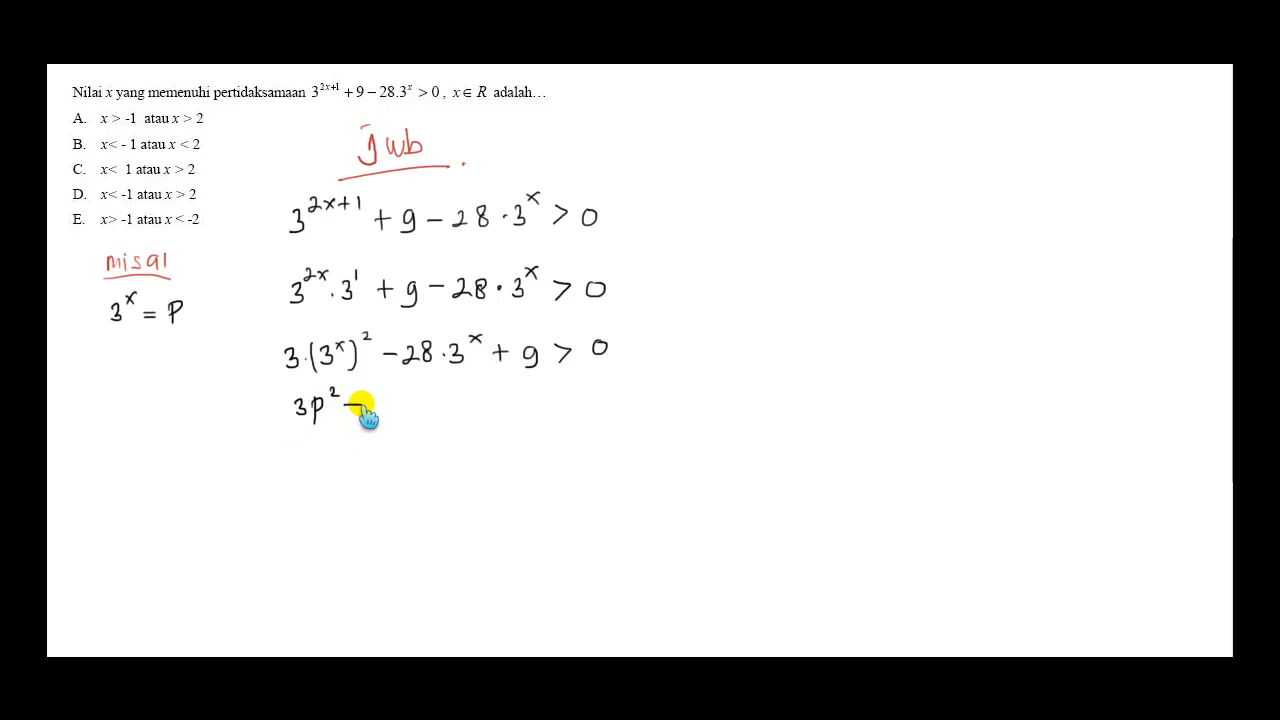 Nilai x yang memenuhi pertidaksamaan 3^{2x+1} + 9 – 28.3^x > 0 , x ∈ R adalah…
A. x > -1 atau x > 2
B. x< - 1 atau x < 2
C. x< 1 atau x > 2
D. x< -1 atau x > 2
E. x> -1 atau x < -2
Jwb
3^{2x+1} + 9 – 28 · 3^x > 0
misal
3^x = P
3^{2x} · 3^1 + 9 – 28 · 3^x > 0
3·(3^x)^2 – 28·3^x + 9 > 0
3p^2 –